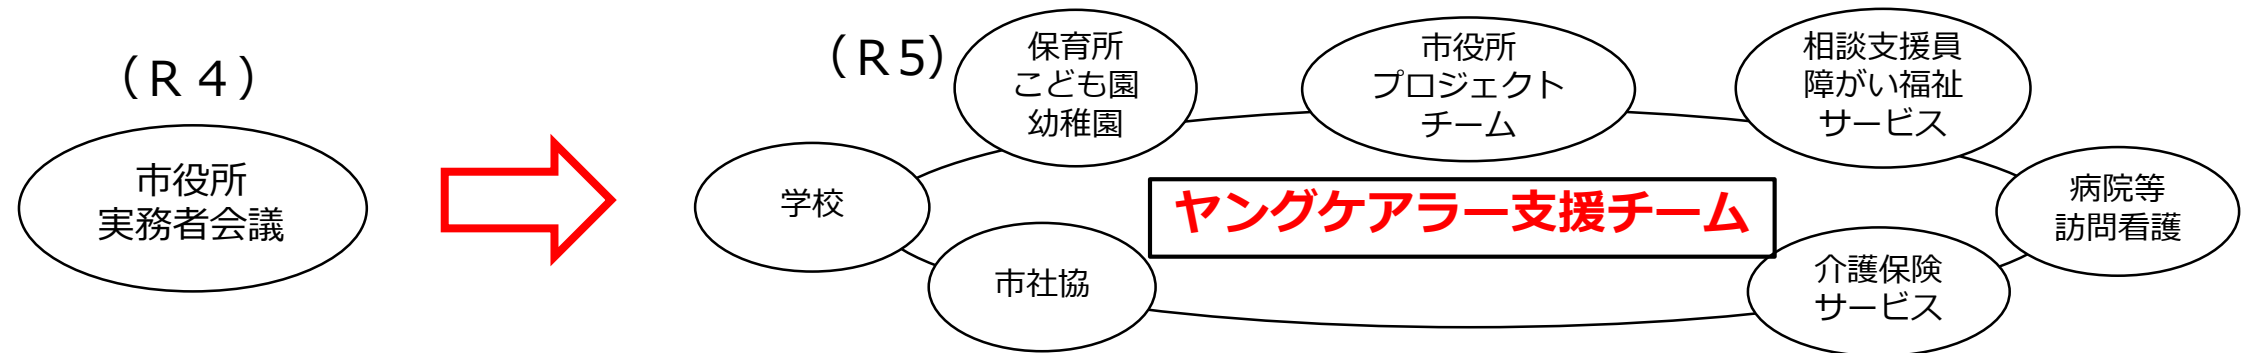 （R ４）
市役所
実務者会議
（R 5）
保育所
こども園
幼稚園
市役所
プロジェクト
チーム
相談支援員
障がい福祉
サービス
学校
ヤングケアラー支援チーム
病院等
訪問看護
市社協
介護保険
サービス